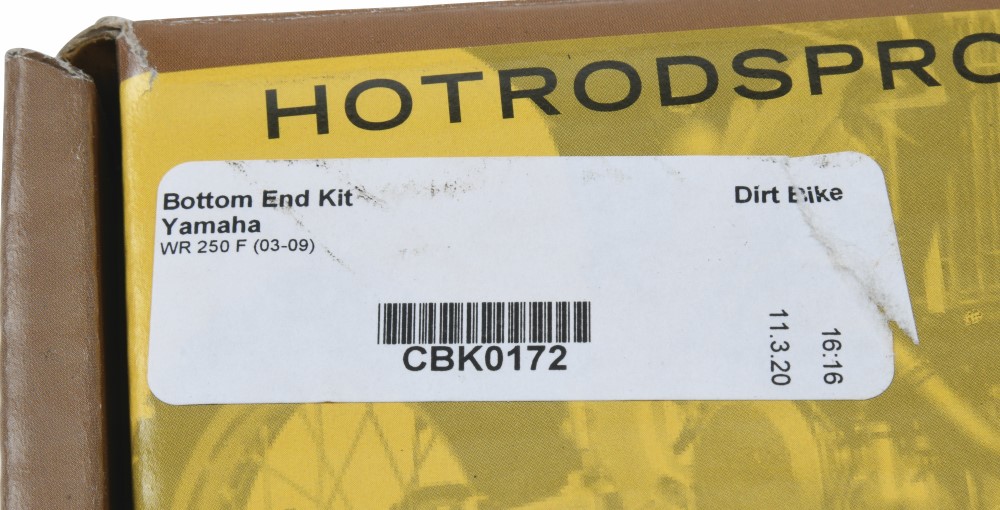 HOTRODSPRO
Bottom End Kit
Dirt Bike
Yamaha
WR 250 F (03-09)
CBK0172
11.3.20
16:16